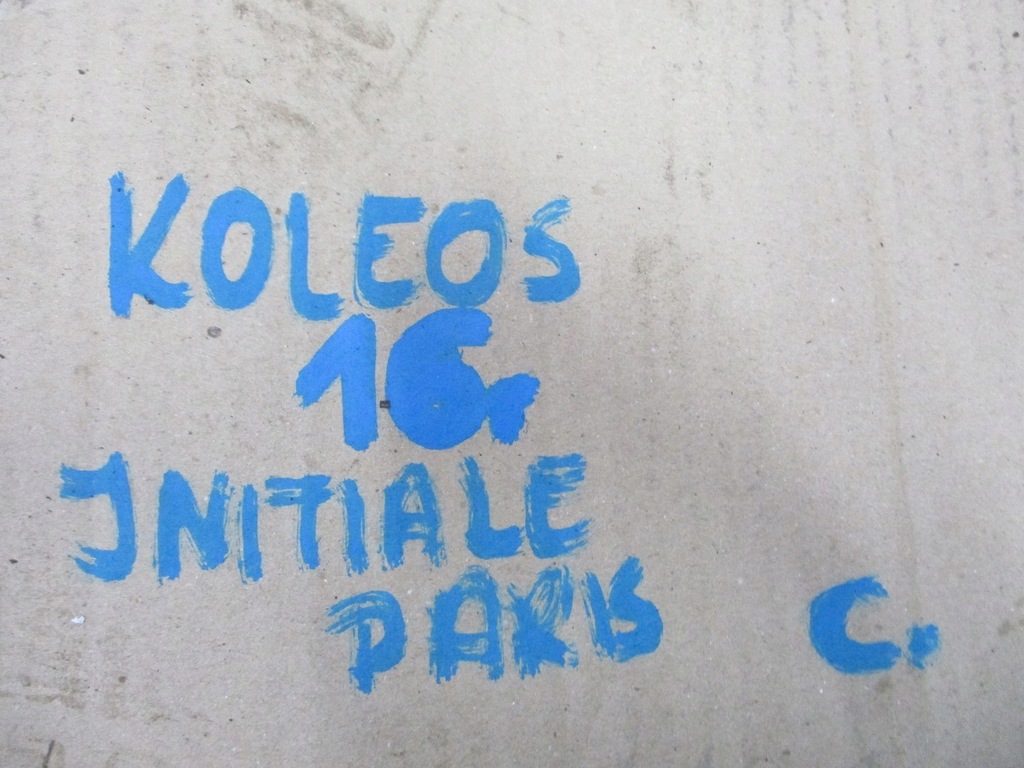 KOLEOS
16.
JNITIALE
PARIS C.